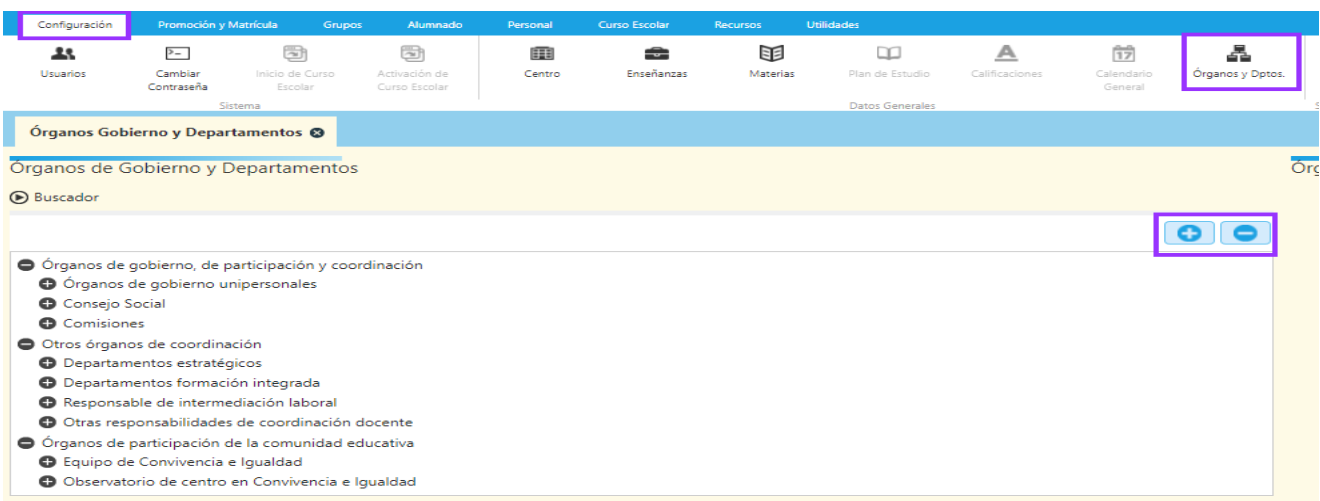 Configuración Promoción y Matrícula Grupos Alumnado Personal Curso Escolar Recursos Utilidades
Usuarios Cambiar Inicio de Curso Activación de Centro Enseñanzas Materias Plan de Estudio Calificaciones Calendario Órganos y Dptos.
Contraseña Escolar Curso Escolar General
Sistema Datos Generales
Órganos Gobierno y Departamentos
Órganos de Gobierno y Departamentos Órg
Buscador
Órganos de gobierno, de participación y coordinación
Órganos de gobierno unipersonales
Consejo Social
Comisiones
Otros órganos de coordinación
Departamentos estratégicos
Departamentos formación integrada
Responsable de intermediación laboral
Otras responsabilidades de coordinación docente
Órganos de participación de la comunidad educativa
Equipo de Convivencia e Igualdad
Observatorio de centro en Convivencia e Igualdad